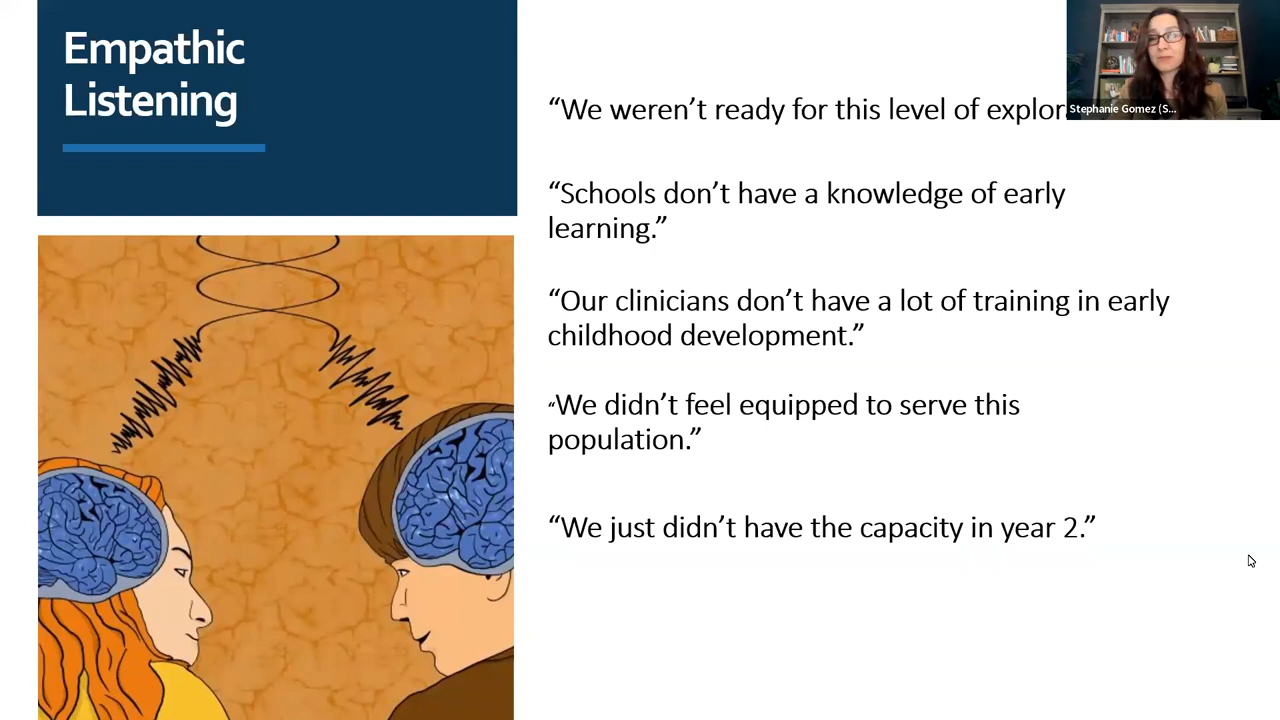 Empathic
Listening
“We weren’t ready for this level of explor
Stephanie Gomez (S...
“Schools don’t have a knowledge of early
learning.”
“Our clinicians don’t have a lot of training in early
childhood development.”
“We didn’t feel equipped to serve this
population.”
“We just didn’t have the capacity in year 2.”